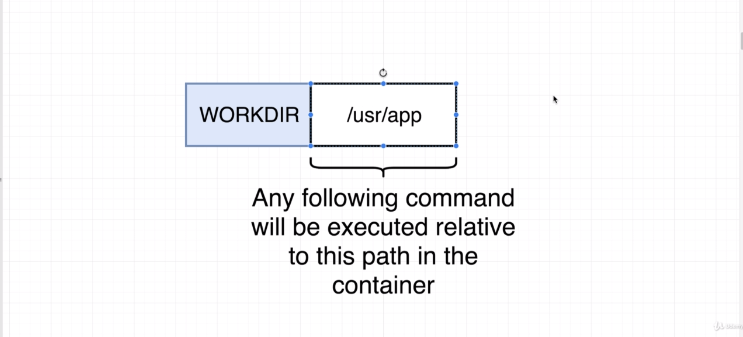 WORKDIR /usr/app
Any following command
will be executed relative
to this path in the
container